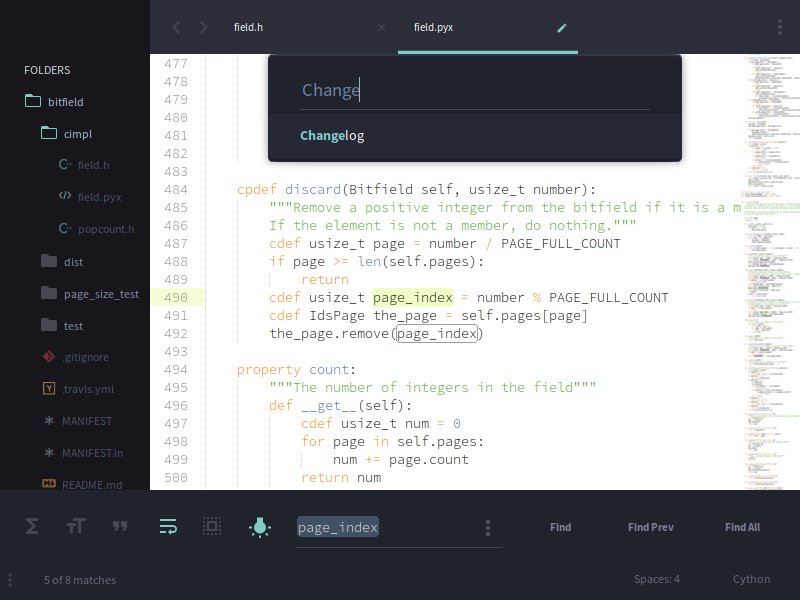 field.h
field.pyx
FOLDERS
bitfield
cimpl
field.h
field.pyx
popcount.h
dist
page_size_test
test
.gitignore
.travis.yml
MANIFEST
MANIFEST.in
README.md
Change
Changelog
477
478
479
480
481
482
483
484 cpdef discard(Bitfield self, usize_t number):
485 """Remove a positive integer from the bitfield if it is a m
486 If the element is not a member, do nothing."""
487 cdef usize_t page = number / PAGE_FULL_COUNT
488 if page >= len(self.pages):
489 return
490 cdef usize_t page_index = number % PAGE_FULL_COUNT
491 cdef IdsPage the_page = self.pages[page]
492 the_page.remove(page_index)
493
494 property count:
495 """The number of integers in the field"""
496 def __get__(self):
497 cdef usize_t num = 0
498 for page in self.pages:
499 num += page.count
500 return num
page_index
Find
Find Prev
Find All
5 of 8 matches
Spaces: 4
Cython